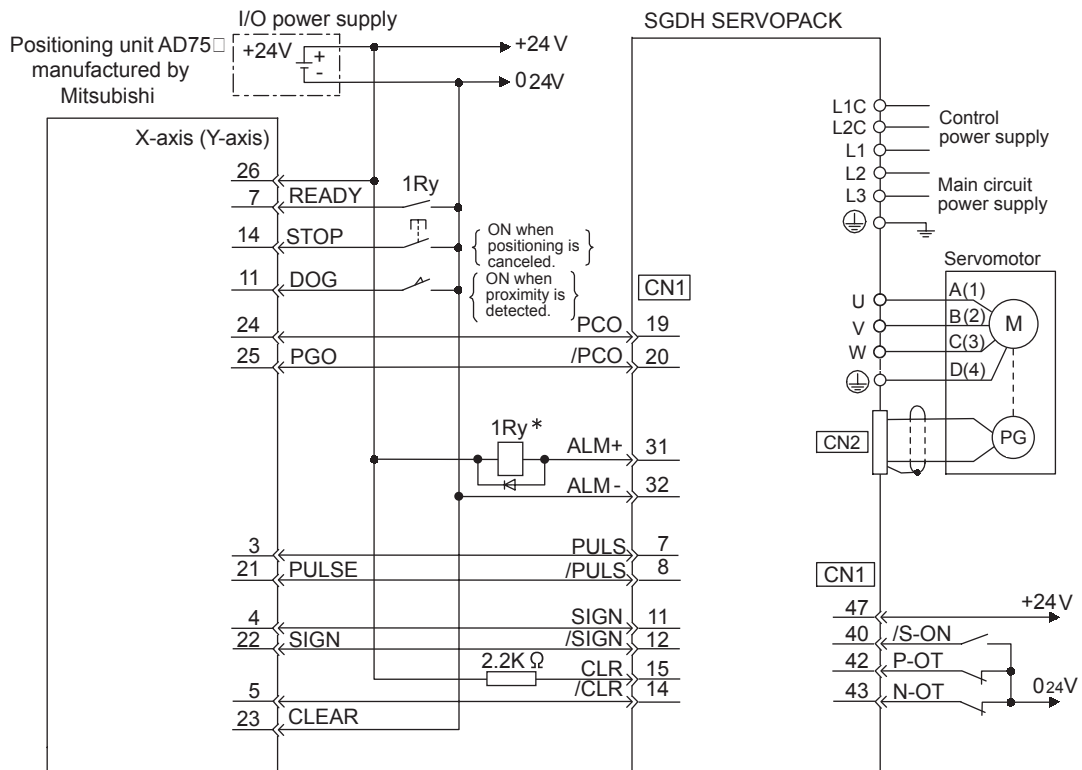 I/O power supply
SGDH SERVOPACK
Positioning unit AD75□
manufactured by
Mitsubishi
+24V
+
-
+24 V
024V
X-axis (Y-axis)
26
7 READY
1Ry
14 STOP
ON when
positioning is
canceled.
11 DOG
ON when
proximity is
detected.
CN1
24
PCO 19
25 PGO
/PCO 20
1Ry*
ALM+ 31
ALM- 32
3
PULS 7
21 PULSE
/PULS 8
4
SIGN 11
22 SIGN
/SIGN 12
2.2K Ω
CLR 15
5
/CLR 14
23 CLEAR
L1C
L2C
Control
power supply
L1
L2
L3
Main circuit
power supply
Servomotor
U
A(1)
V
B(2)
M
W
C(3)
D(4)
CN2
PG
CN1
47
+24V
40 /S-ON
42 P-OT
43 N-OT
024V